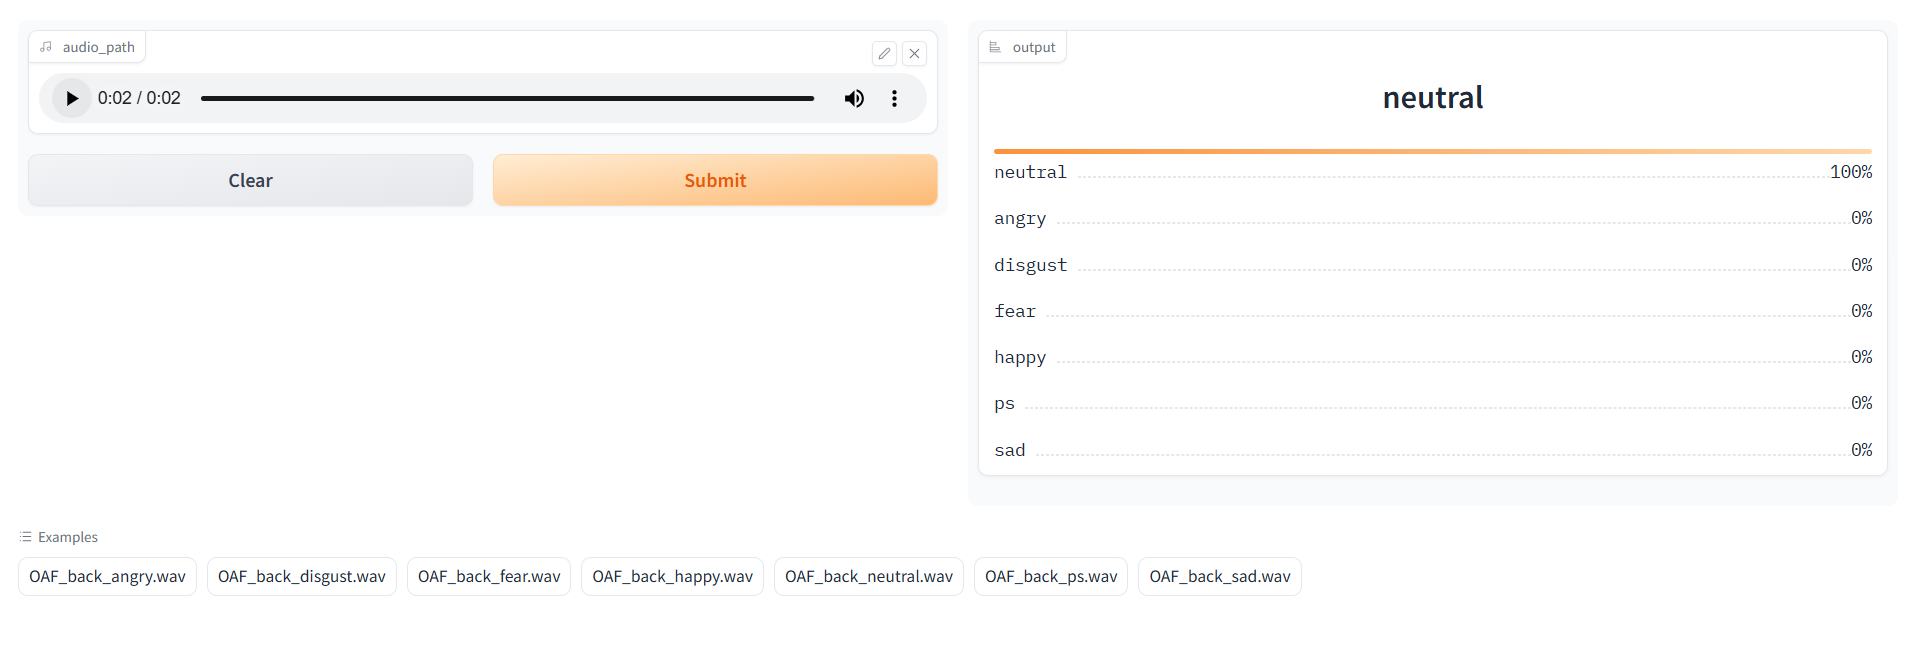 audio_path
0:02 / 0:02
Clear
Submit
output
neutral
neutral 100%
angry 0%
disgust 0%
fear 0%
happy 0%
ps 0%
sad 0%
Examples
OAF_back_angry.wav OAF_back_disgust.wav OAF_back_fear.wav OAF_back_happy.wav OAF_back_neutral.wav OAF_back_ps.wav OAF_back_sad.wav